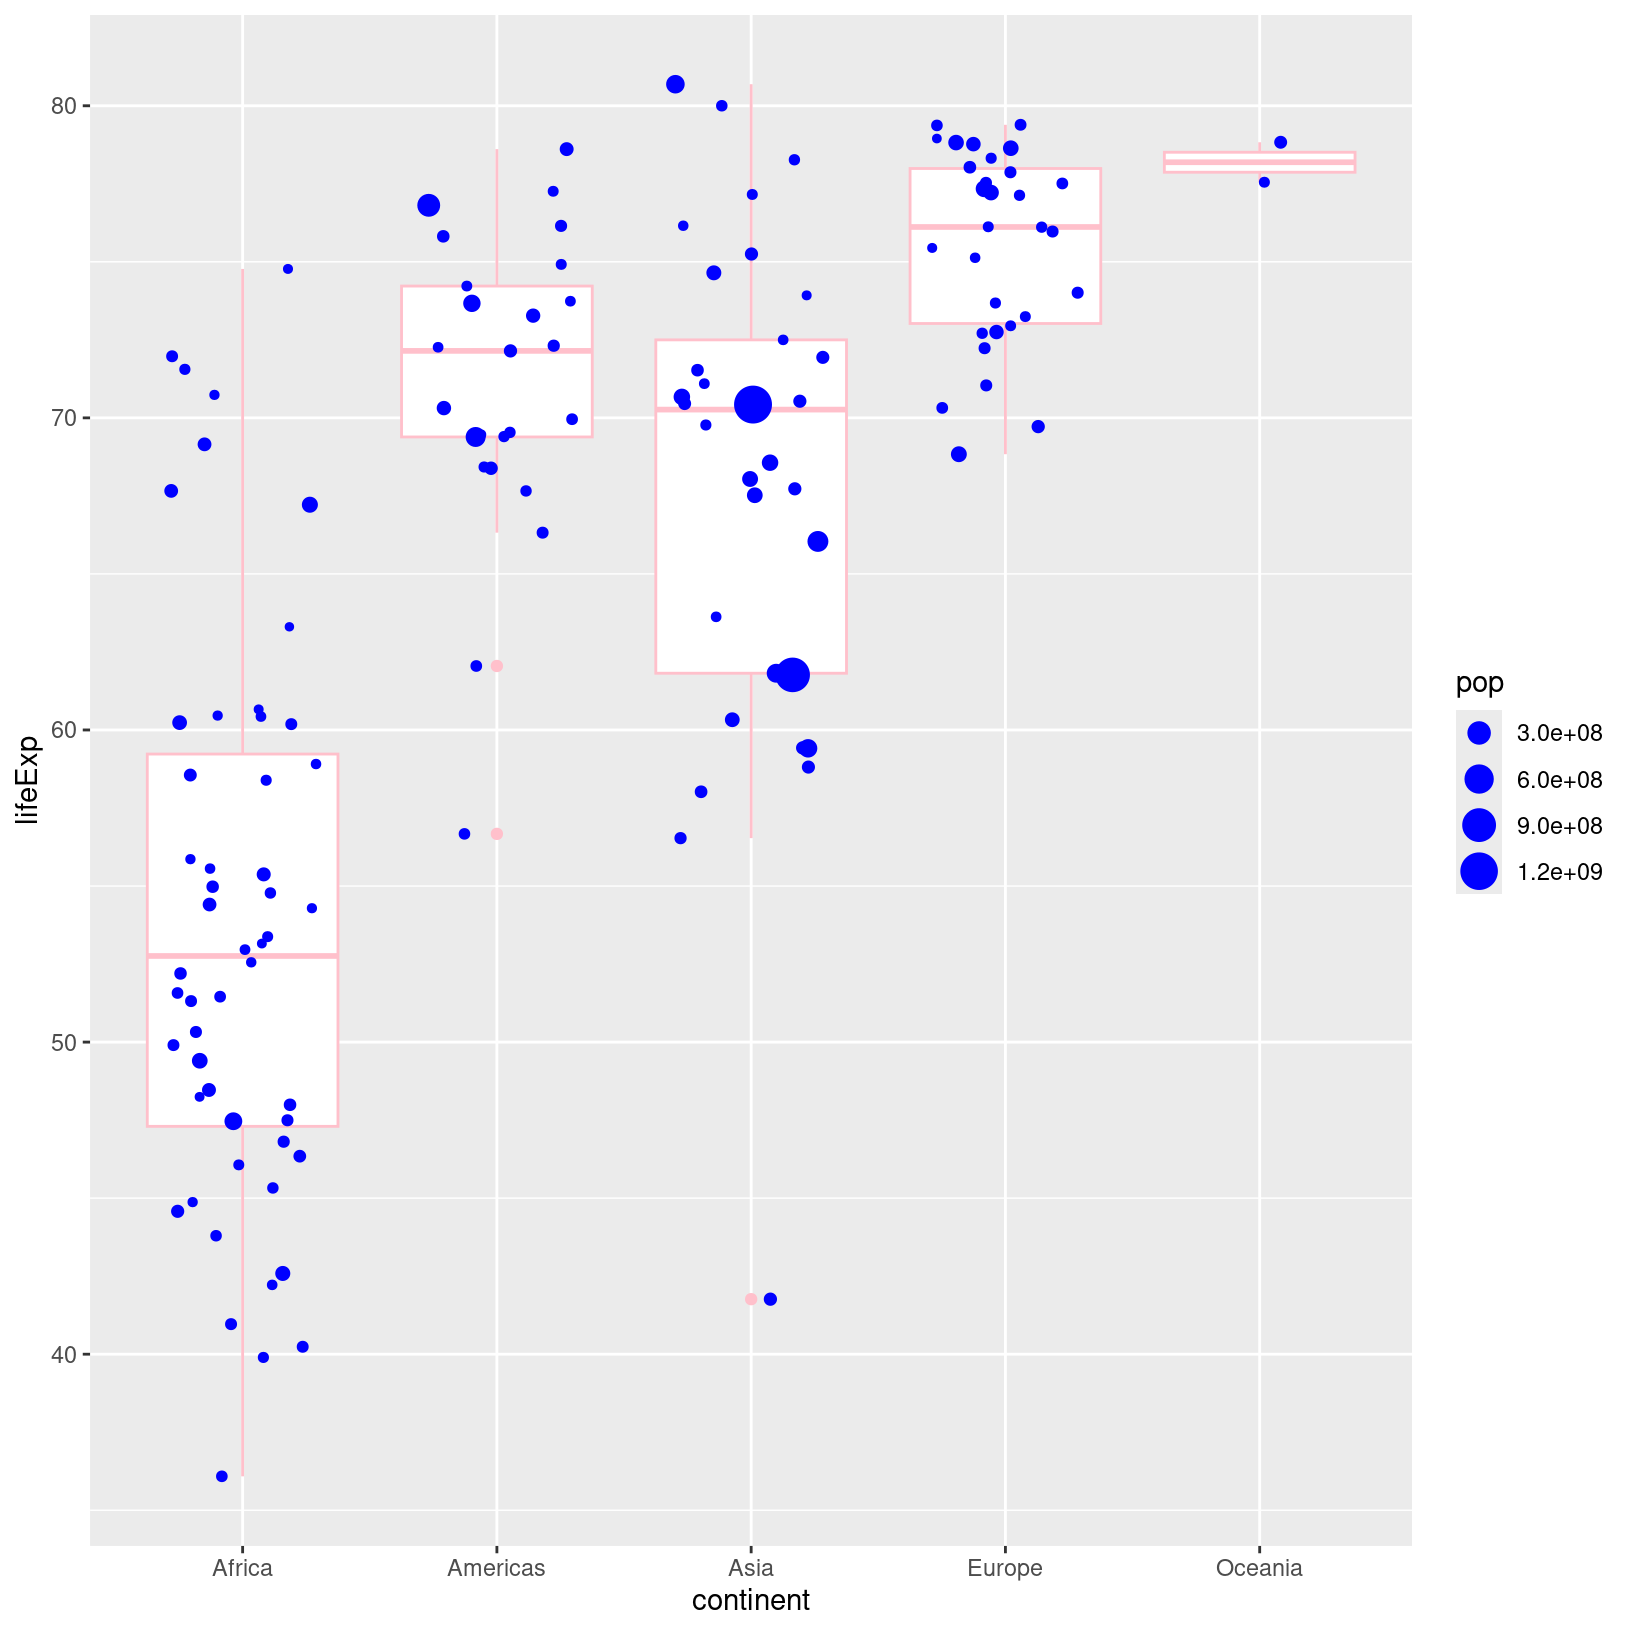 80
70
60
50
40
lifeExp
Africa
Americas
Asia
Europe
Oceania
continent
pop
3.0e+08
6.0e+08
9.0e+08
1.2e+09